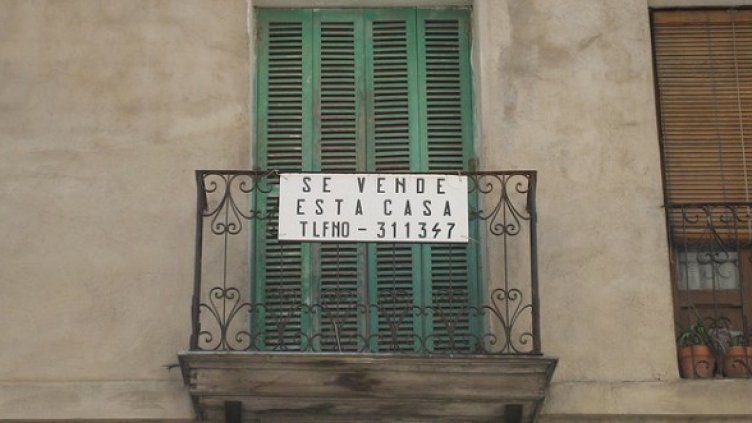 SE VENDE
ESTA CASA
TLFNO - 311347